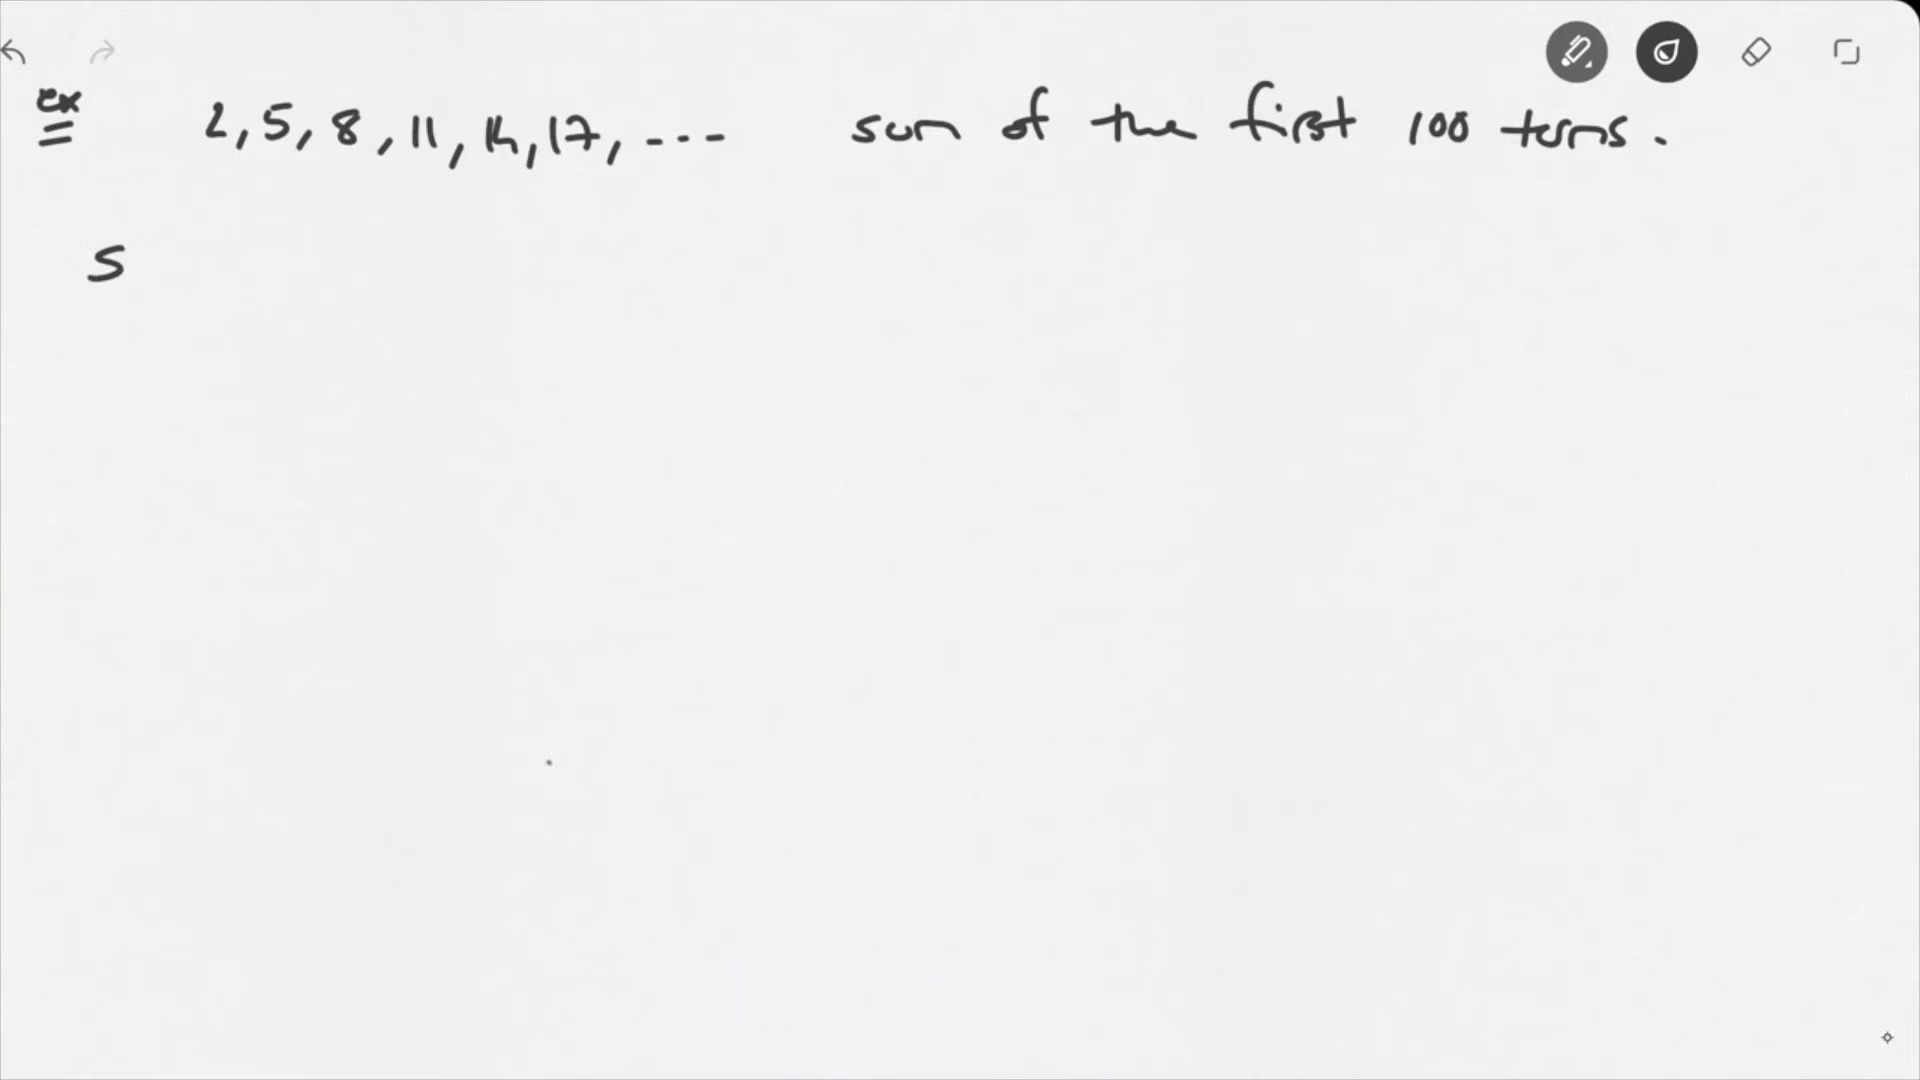 ex 2, 5, 8, 11, 14, 17, --- sum of the first 100 terms.
S